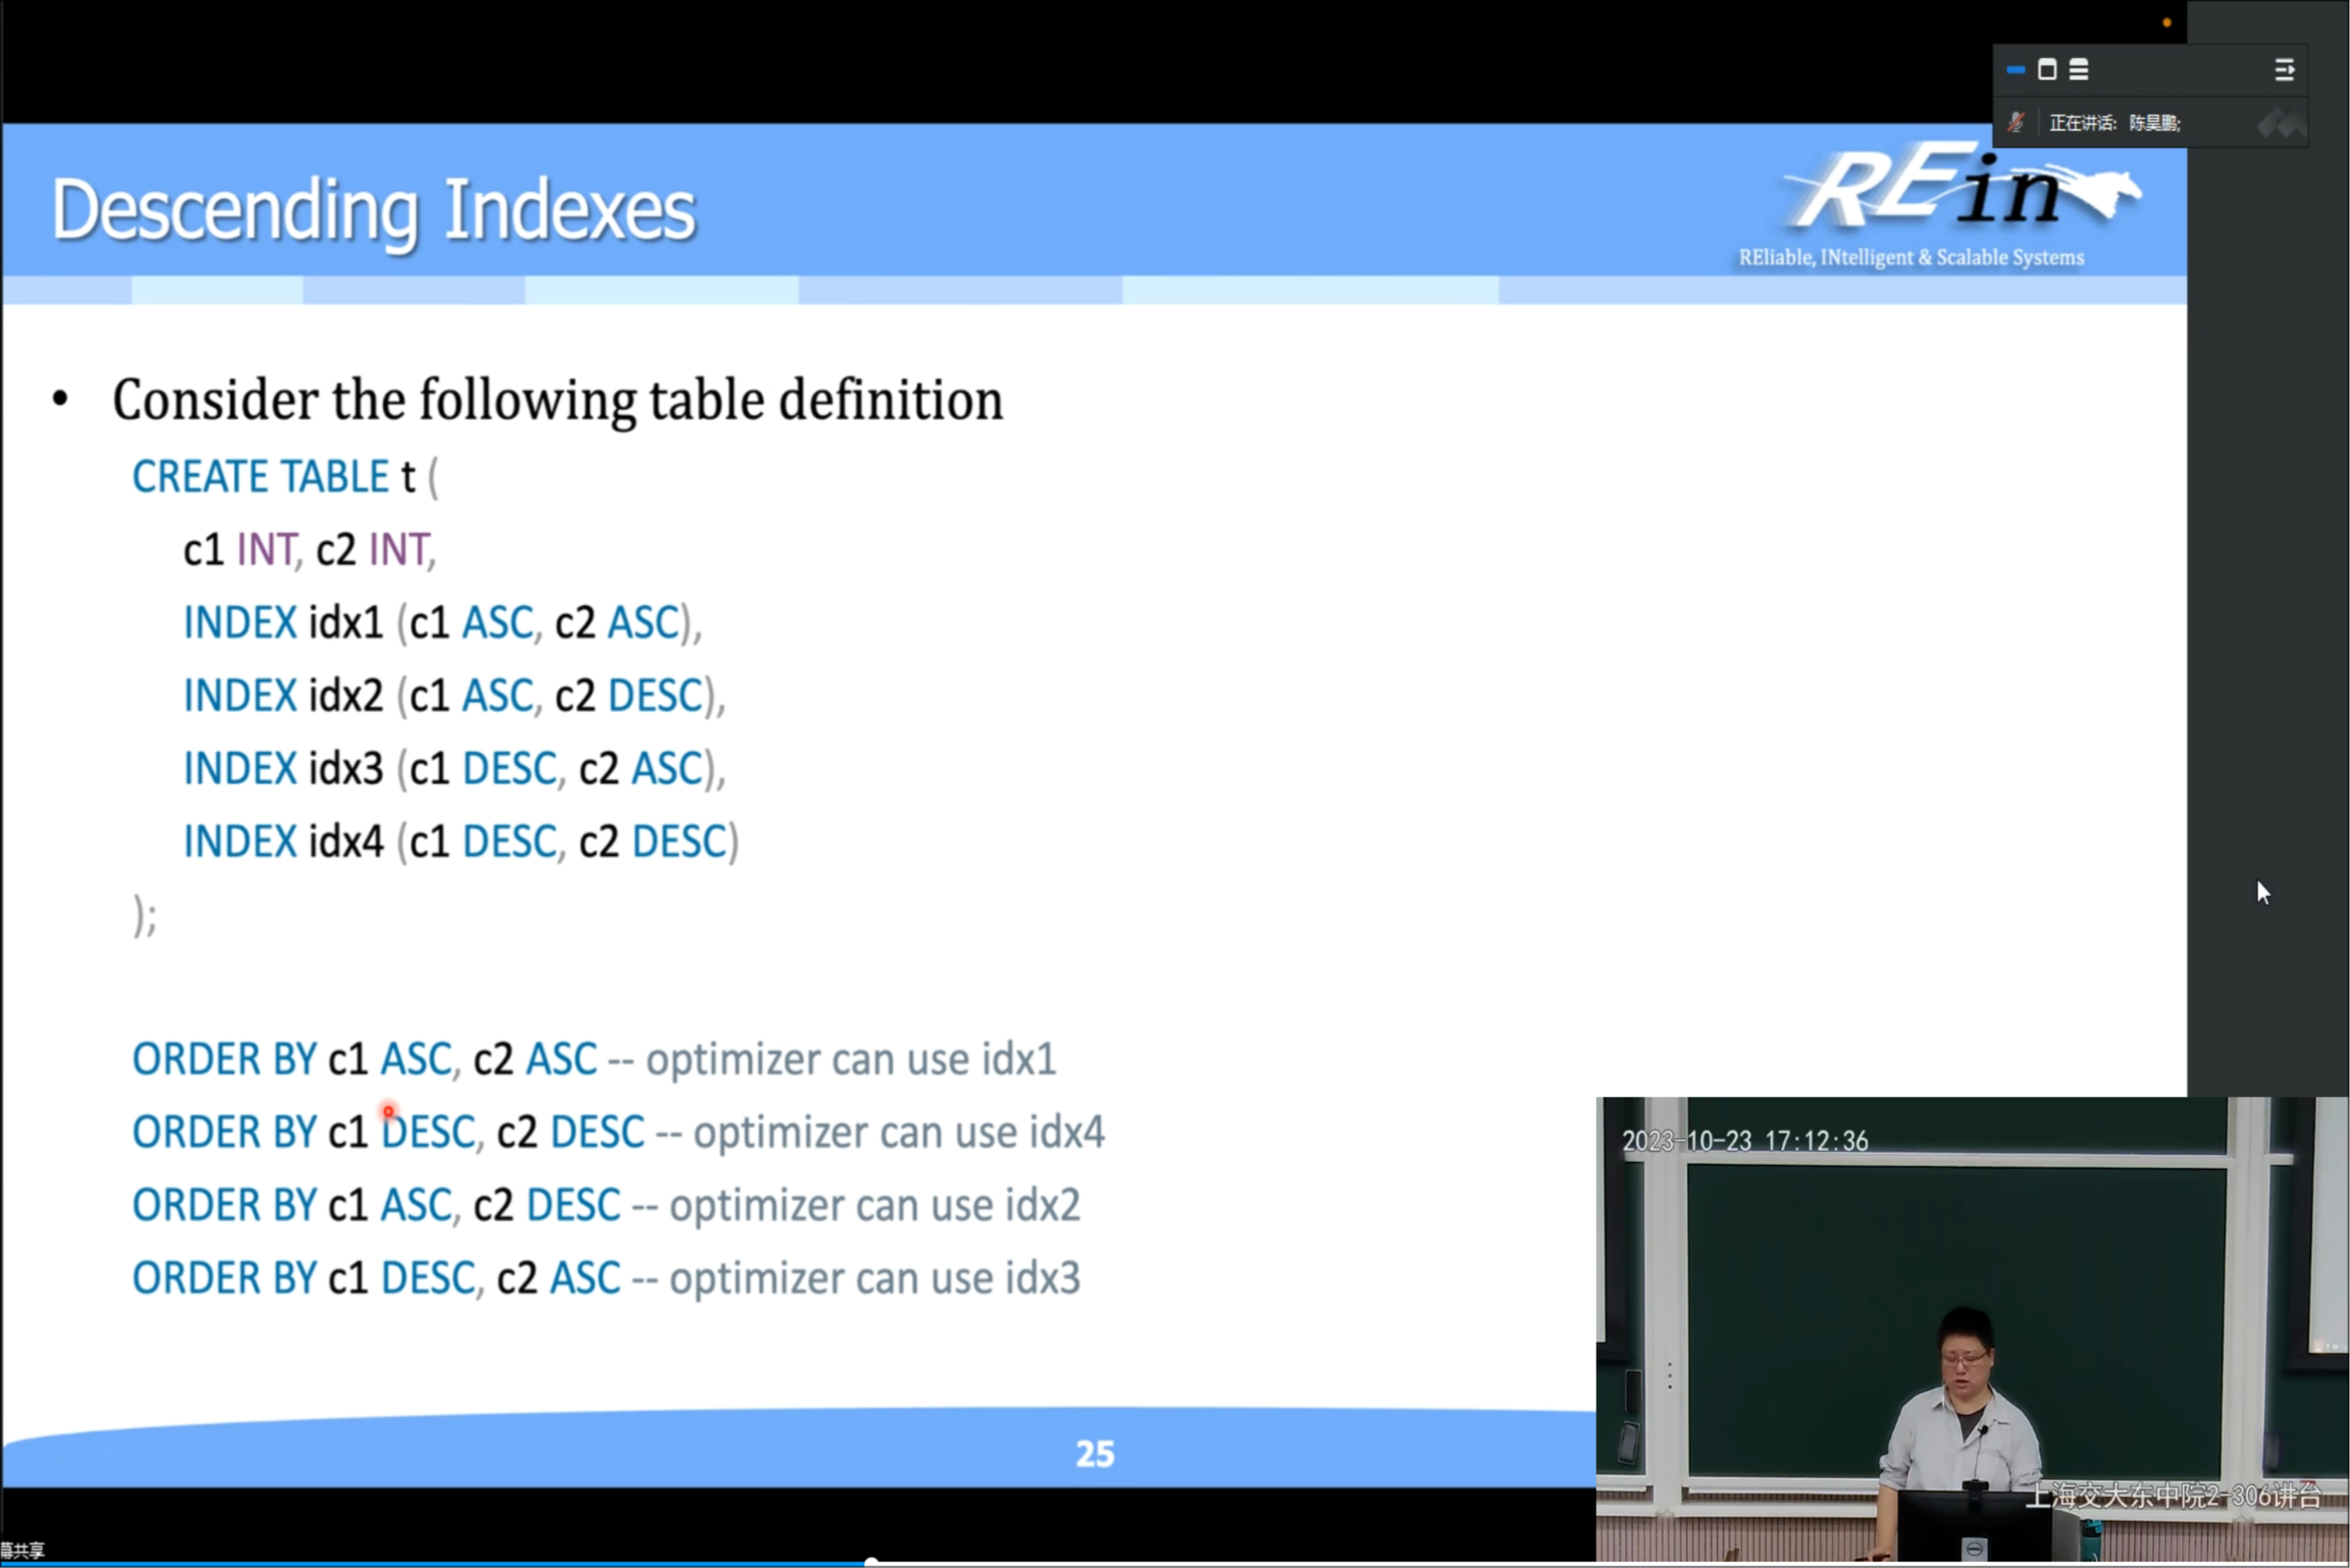 正在讲话: 陈昊鹏;
Descending Indexes
REin
REliable, INtelligent & Scalable Systems
• Consider the following table definition
CREATE TABLE t (
c1 INT, c2 INT,
INDEX idx1 (c1 ASC, c2 ASC),
INDEX idx2 (c1 ASC, c2 DESC),
INDEX idx3 (c1 DESC, c2 ASC),
INDEX idx4 (c1 DESC, c2 DESC)
);
ORDER BY c1 ASC, c2 ASC -- optimizer can use idx1
ORDER BY c1 DESC, c2 DESC -- optimizer can use idx4
ORDER BY c1 ASC, c2 DESC -- optimizer can use idx2
ORDER BY c1 DESC, c2 ASC -- optimizer can use idx3
25
2023-10-23 17:12:36
上海交大东中院2-306讲台
幕共享